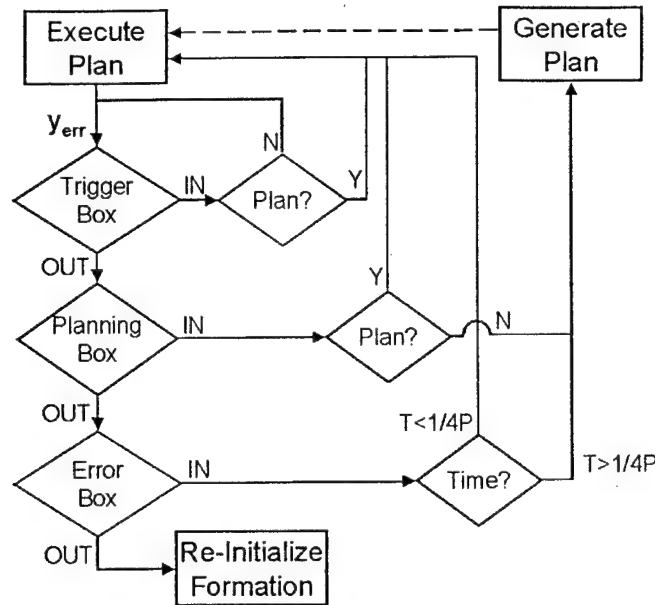 Execute
Plan
Generate
Plan
y_err
N
Trigger
Box
IN
Plan?
Y
OUT
Y
Planning
Box
IN
Plan?
N
OUT
T<1/4P
Error
Box
IN
Time?
T>1/4P
OUT
Re-Initialize
Formation